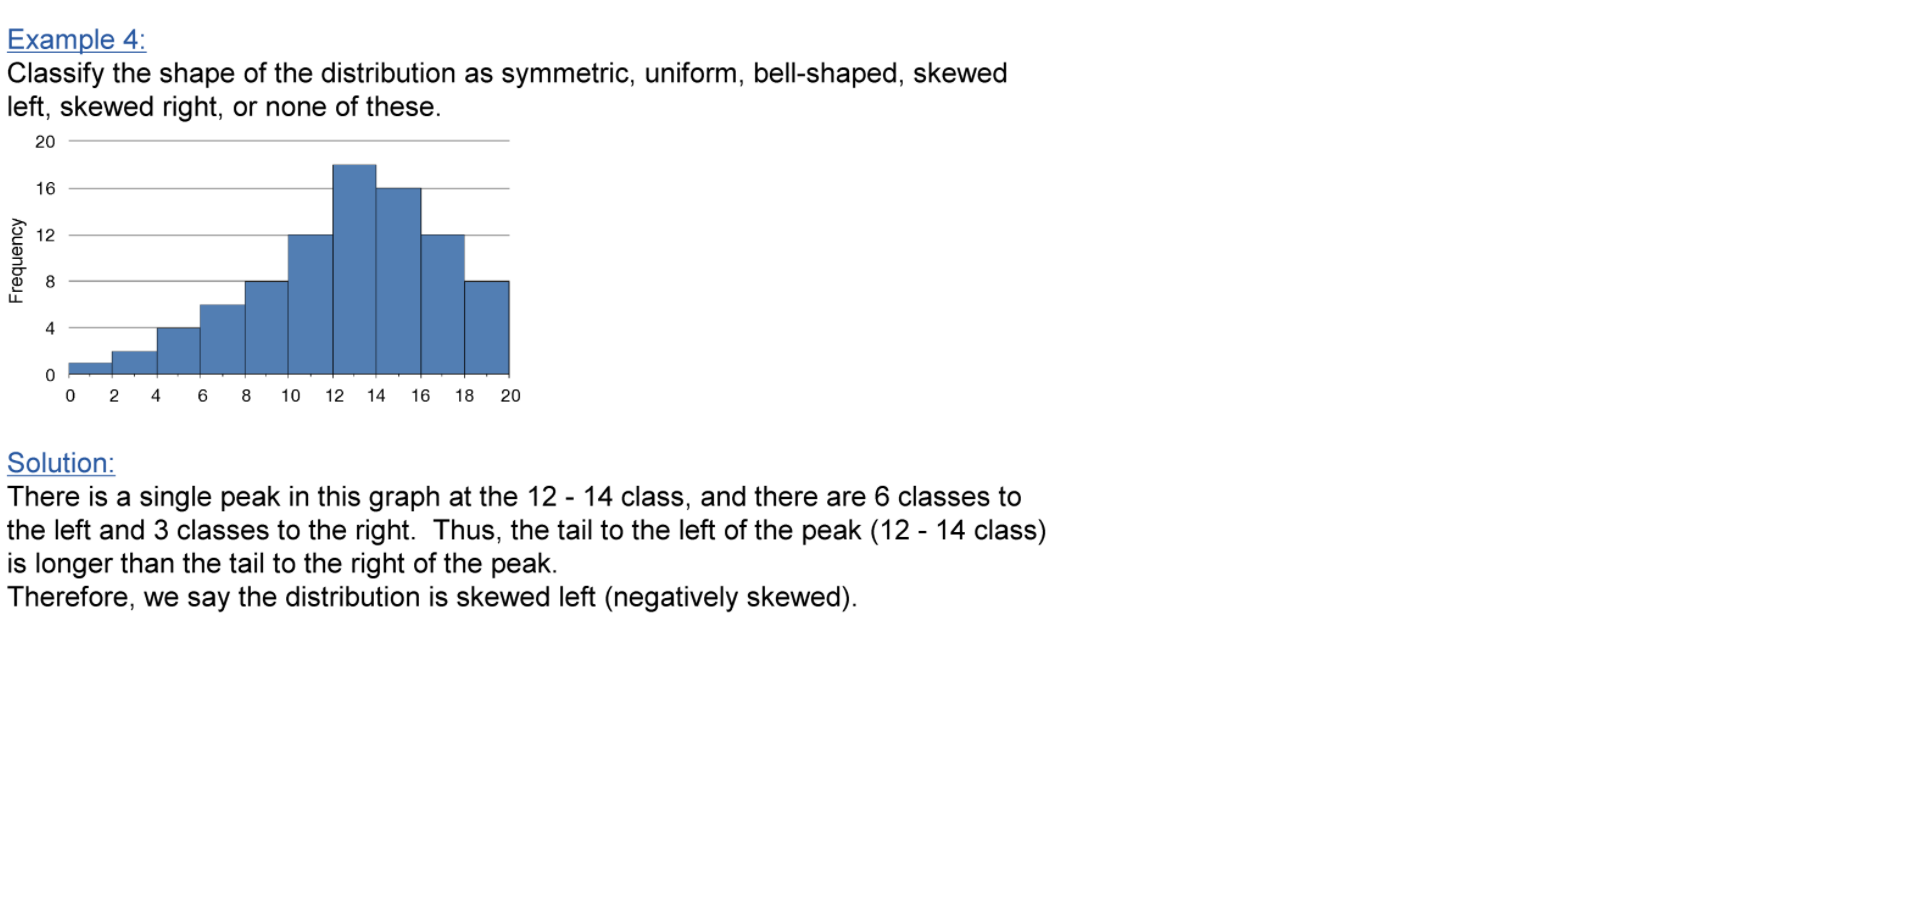 Example 4:
Classify the shape of the distribution as symmetric, uniform, bell-shaped, skewed
left, skewed right, or none of these.
20
16
12
8
4
0
Frequency
0 2 4 6 8 10 12 14 16 18 20
Solution:
There is a single peak in this graph at the 12 - 14 class, and there are 6 classes to
the left and 3 classes to the right.  Thus, the tail to the left of the peak (12 - 14 class)
is longer than the tail to the right of the peak.
Therefore, we say the distribution is skewed left (negatively skewed).